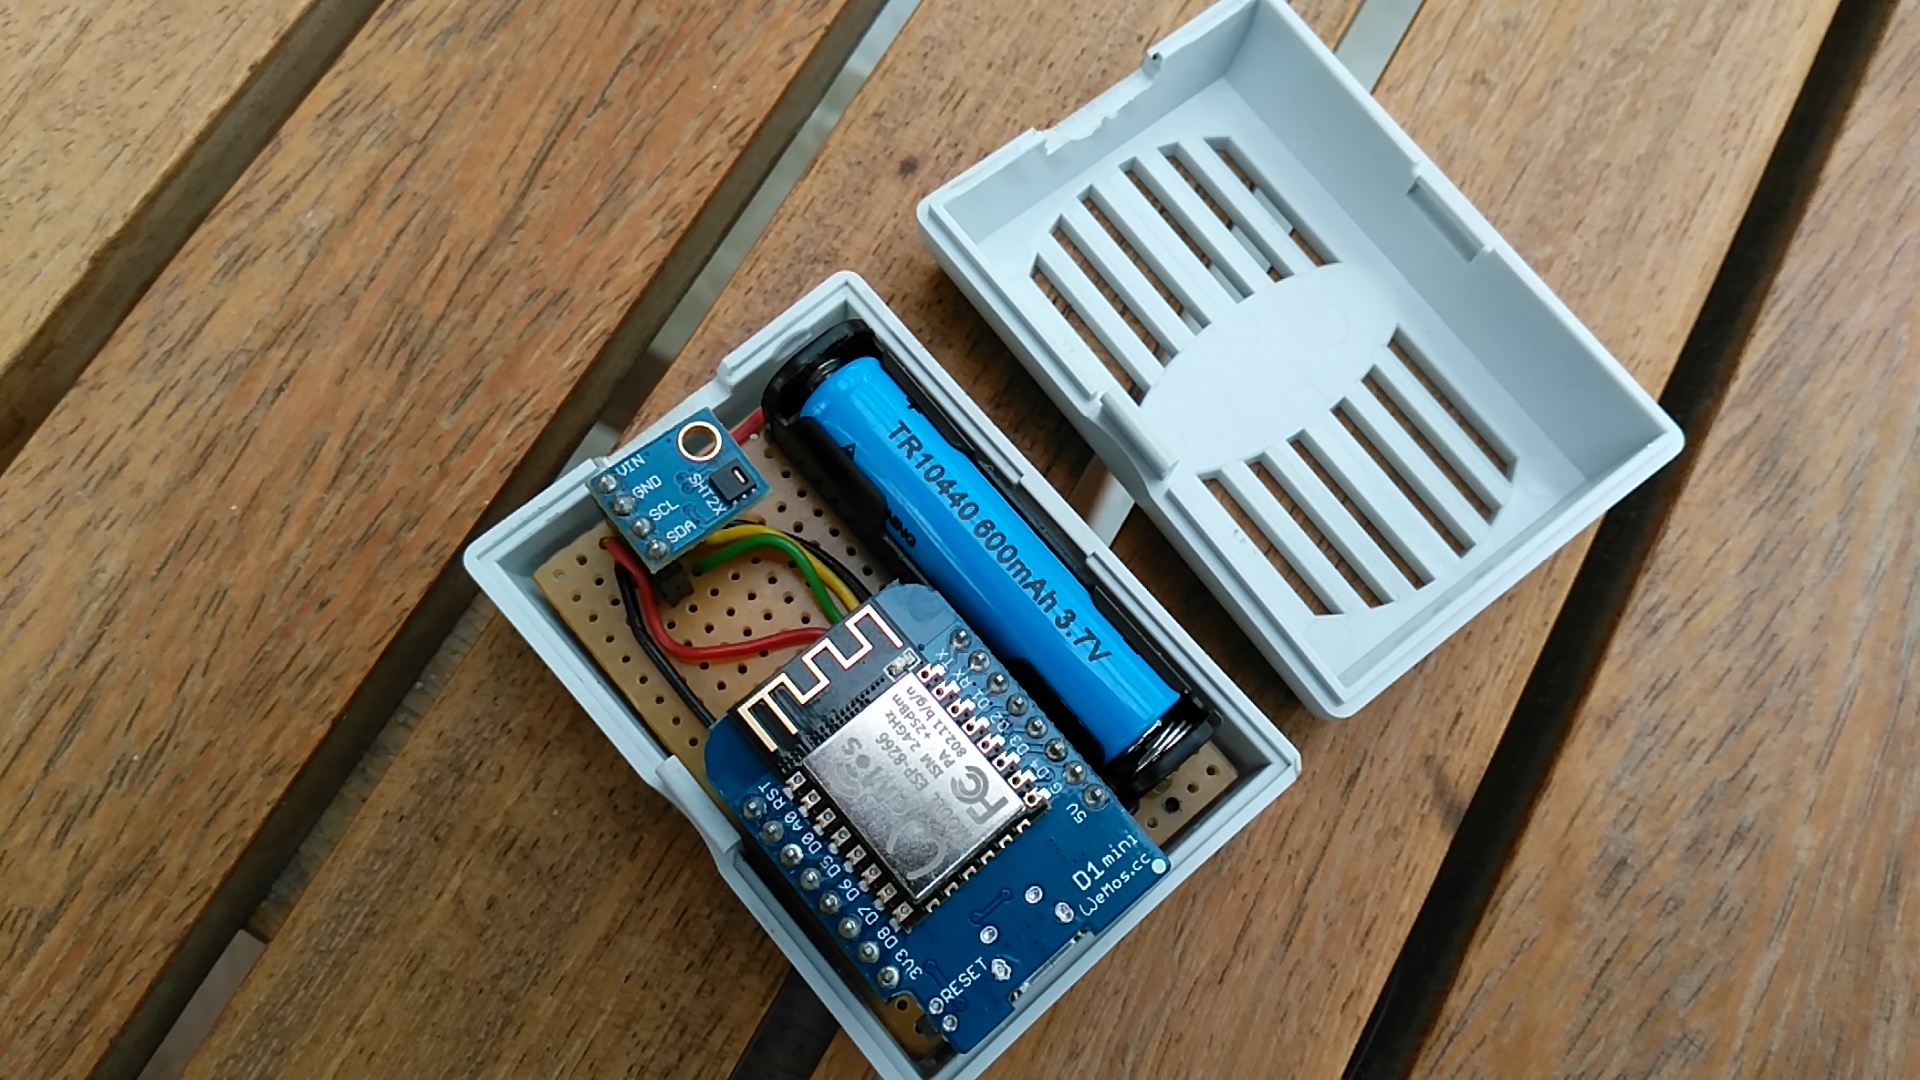 VIN
GND
SCL
SDA
SHT2X
+
TR10440 600mAh 3.7V
TX
RX
D1
D2
D3
D4
G
5V
RST
A0
D0
D5
D6
D7
D8
3V3
ESP-8266
ISM 2.4GHz
PA +25dBm
802.11 b/g/n
FC
D1 mini
WeMos.cc
RESET